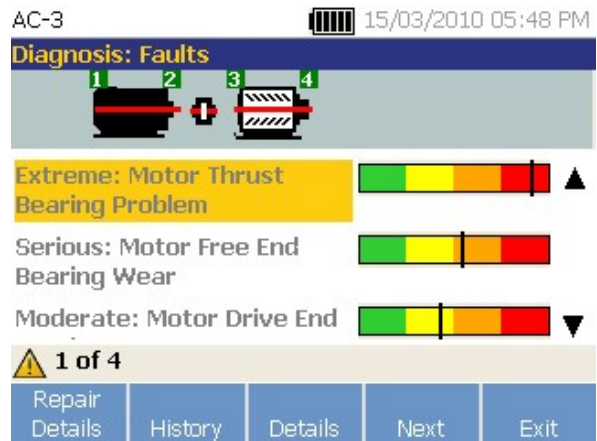 AC-3 15/03/2010 05:48 PM
Diagnosis: Faults
1 2 3 4
Extreme: Motor Thrust
Bearing Problem
Serious: Motor Free End
Bearing Wear
Moderate: Motor Drive End
1 of 4
Repair
Details History Details Next Exit